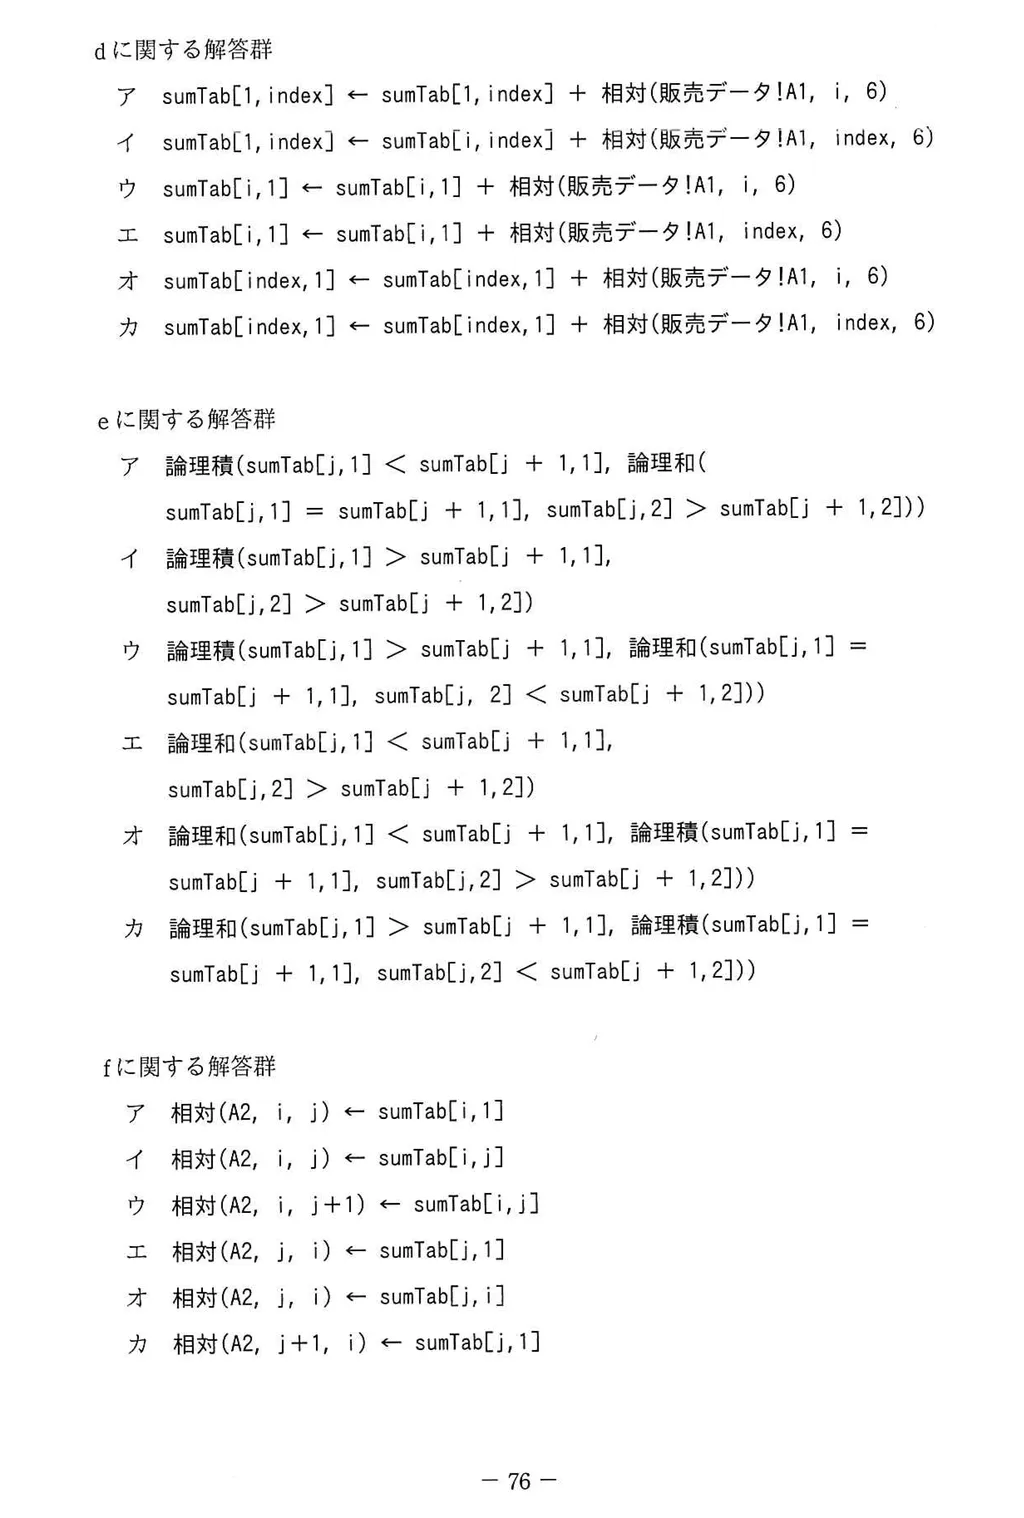 dに関する解答群
ア sumTab[1,index] ← sumTab[1,index] + 相対(販売データ!A1, i, 6)
イ sumTab[1,index] ← sumTab[i,index] + 相対(販売データ!A1, index, 6)
ウ sumTab[i,1] ← sumTab[i,1] + 相対(販売データ!A1, i, 6)
エ sumTab[i,1] ← sumTab[i,1] + 相対(販売データ!A1, index, 6)
オ sumTab[index,1] ← sumTab[index,1] + 相対(販売データ!A1, i, 6)
カ sumTab[index,1] ← sumTab[index,1] + 相対(販売データ!A1, index, 6)
eに関する解答群
ア 論理積(sumTab[j,1] < sumTab[j + 1,1], 論理和(
sumTab[j,1] = sumTab[j + 1,1], sumTab[j,2] > sumTab[j + 1,2]))
イ 論理積(sumTab[j,1] > sumTab[j + 1,1],
sumTab[j,2] > sumTab[j + 1,2])
ウ 論理積(sumTab[j,1] > sumTab[j + 1,1], 論理和(sumTab[j,1] =
sumTab[j + 1,1], sumTab[j, 2] < sumTab[j + 1,2]))
エ 論理和(sumTab[j,1] < sumTab[j + 1,1],
sumTab[j,2] > sumTab[j + 1,2])
オ 論理和(sumTab[j,1] < sumTab[j + 1,1], 論理積(sumTab[j,1] =
sumTab[j + 1,1], sumTab[j,2] > sumTab[j + 1,2]))
カ 論理和(sumTab[j,1] > sumTab[j + 1,1], 論理積(sumTab[j,1] =
sumTab[j + 1,1], sumTab[j,2] < sumTab[j + 1,2]))
fに関する解答群
ア 相対(A2, i, j) ← sumTab[i,1]
イ 相対(A2, i, j) ← sumTab[i,j]
ウ 相対(A2, i, j+1) ← sumTab[i,j]
エ 相対(A2, j, i) ← sumTab[j,1]
オ 相対(A2, j, i) ← sumTab[j,i]
カ 相対(A2, j+1, i) ← sumTab[j,1]
— 76 —